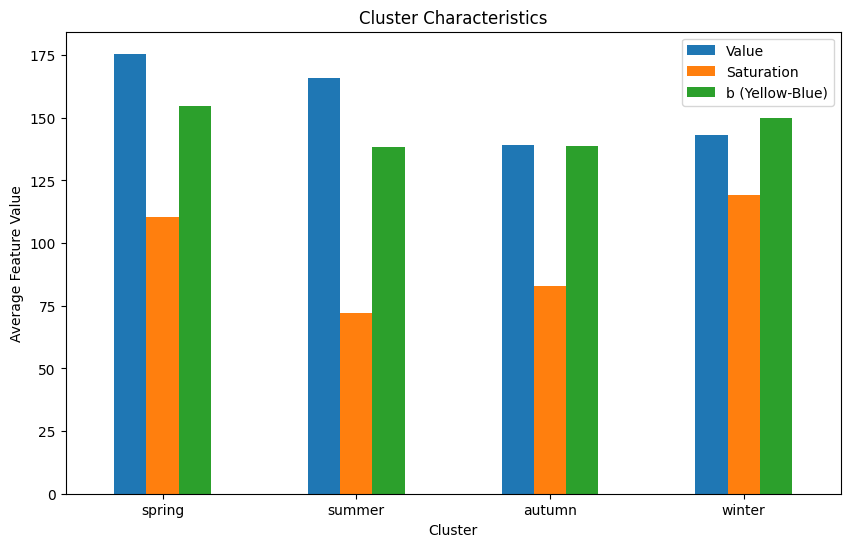 Cluster Characteristics
Value
Saturation
b (Yellow-Blue)
Average Feature Value
175
150
125
100
75
50
25
0
spring summer autumn winter
Cluster